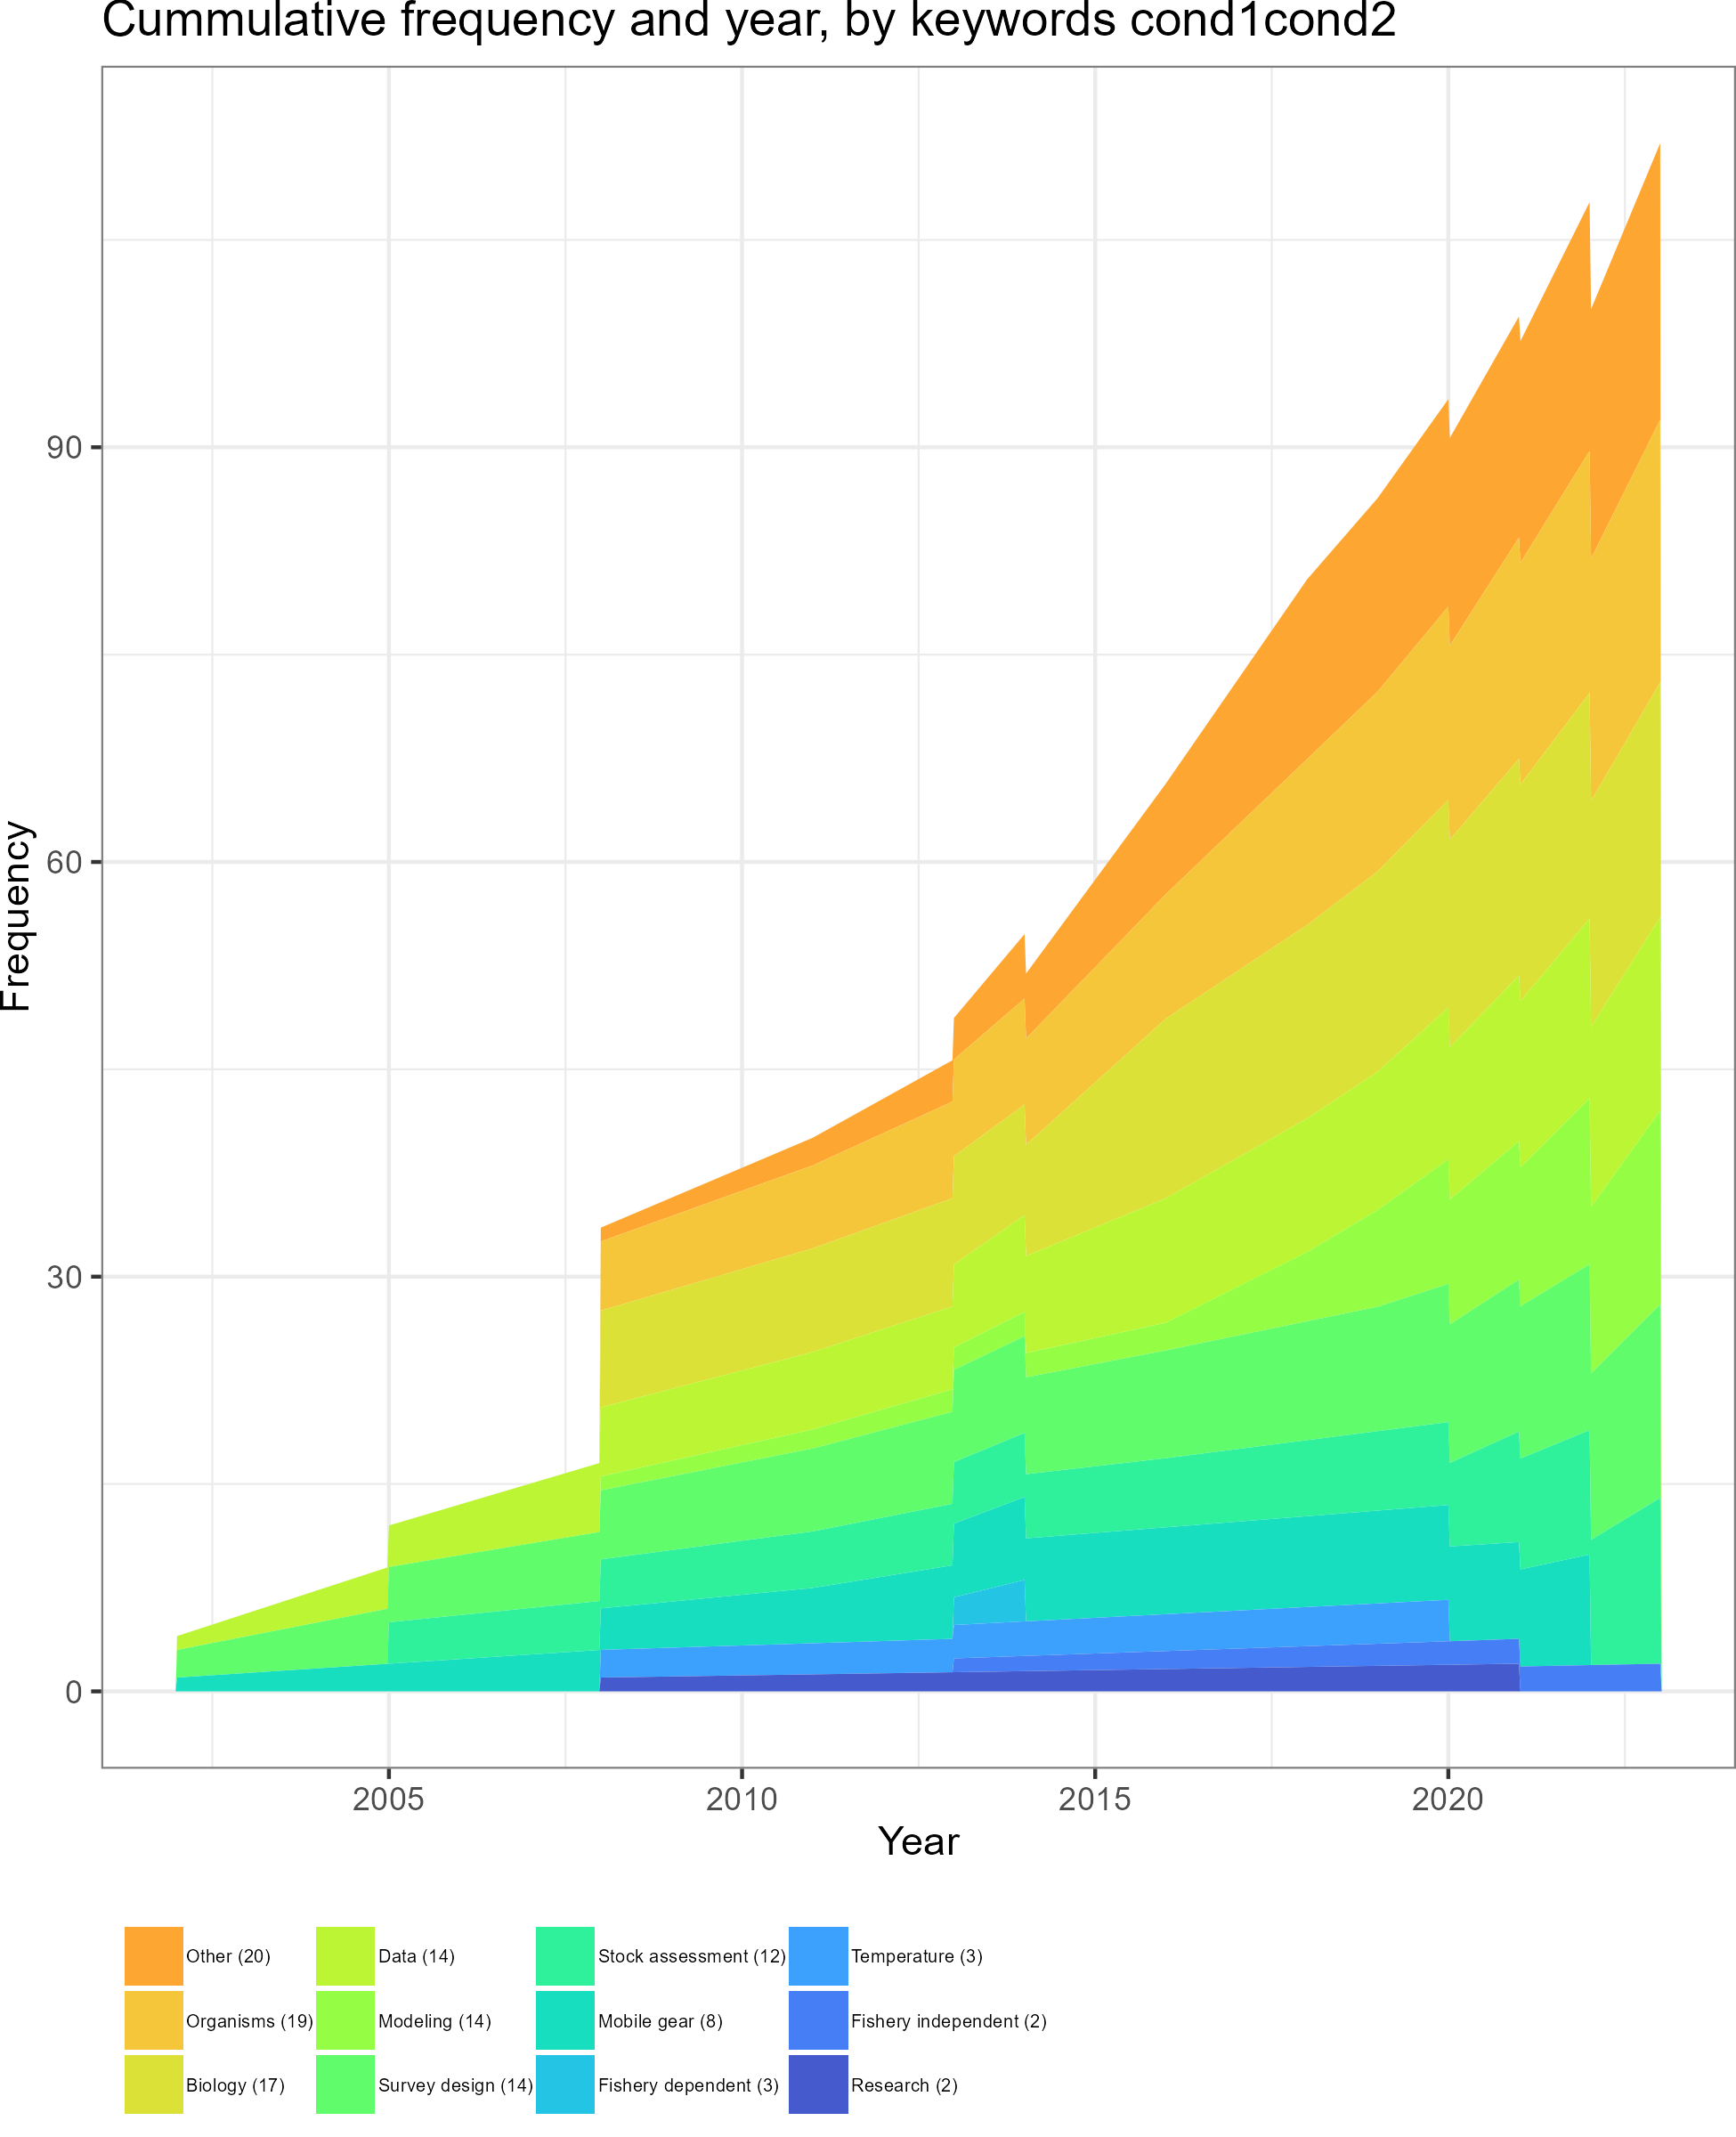 Cummulative frequency and year, by keywords cond1cond2
Frequency
90
60
30
0
2005 2010 2015 2020
Year
Other (20) Data (14) Stock assessment (12) Temperature (3)
Organisms (19) Modeling (14) Mobile gear (8) Fishery independent (2)
Biology (17) Survey design (14) Fishery dependent (3) Research (2)